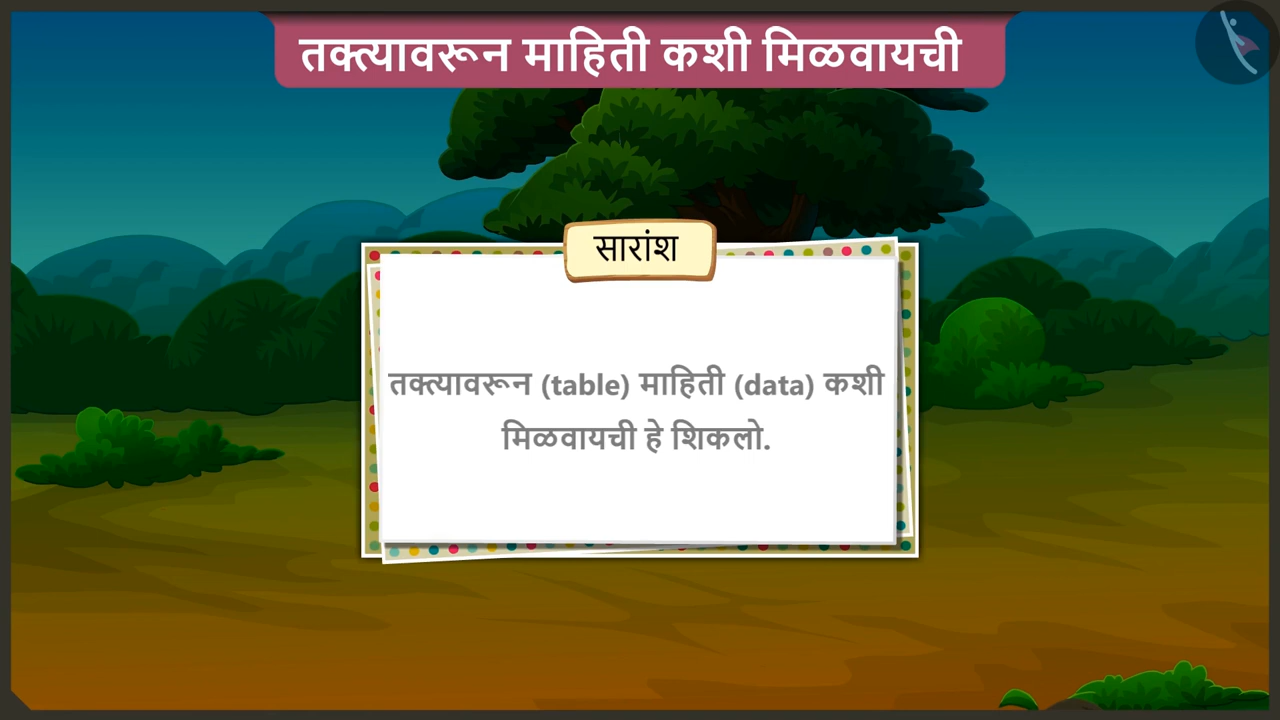 तक्त्यावरून माहिती कशी मिळवायची
सारांश
तक्त्यावरून (table) माहिती (data) कशी
मिळवायची हे शिकलो.